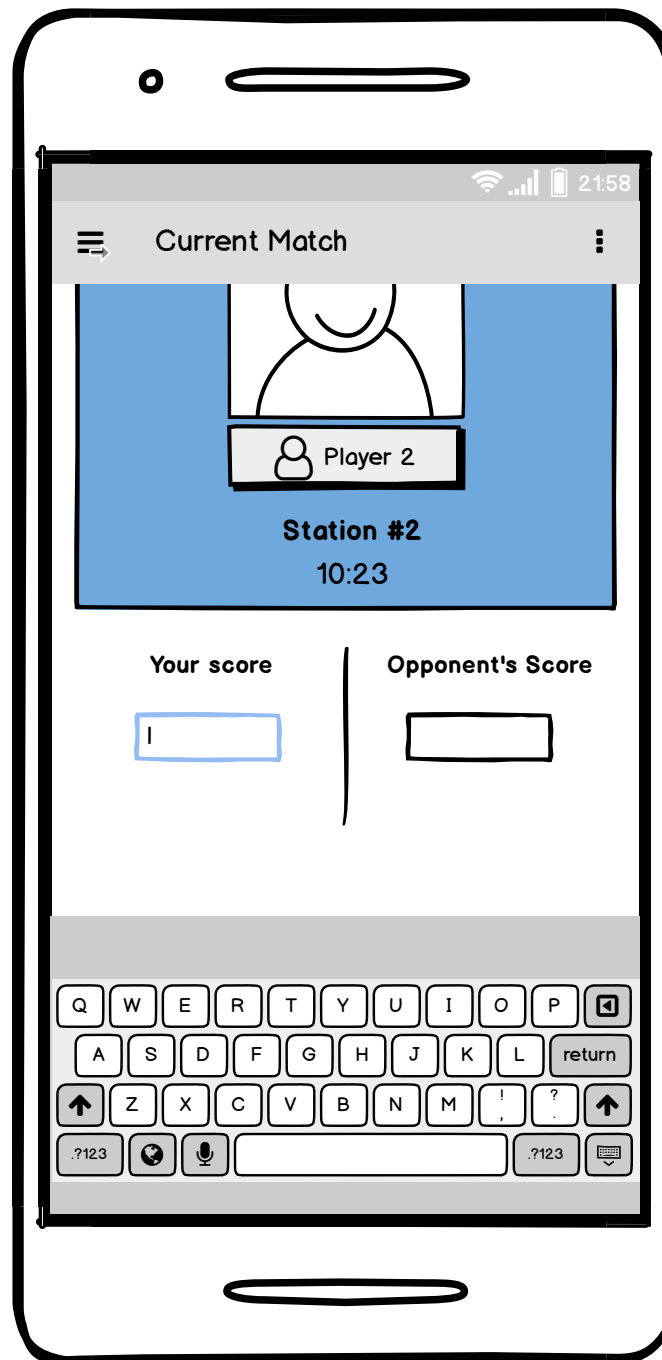 21:58
Current Match
Player 2
Station #2
10:23
Your score
Opponent's Score
Q W E R T Y U I O P
A S D F G H J K L return
Z X C V B N M ! , ? .
.?123 .?123